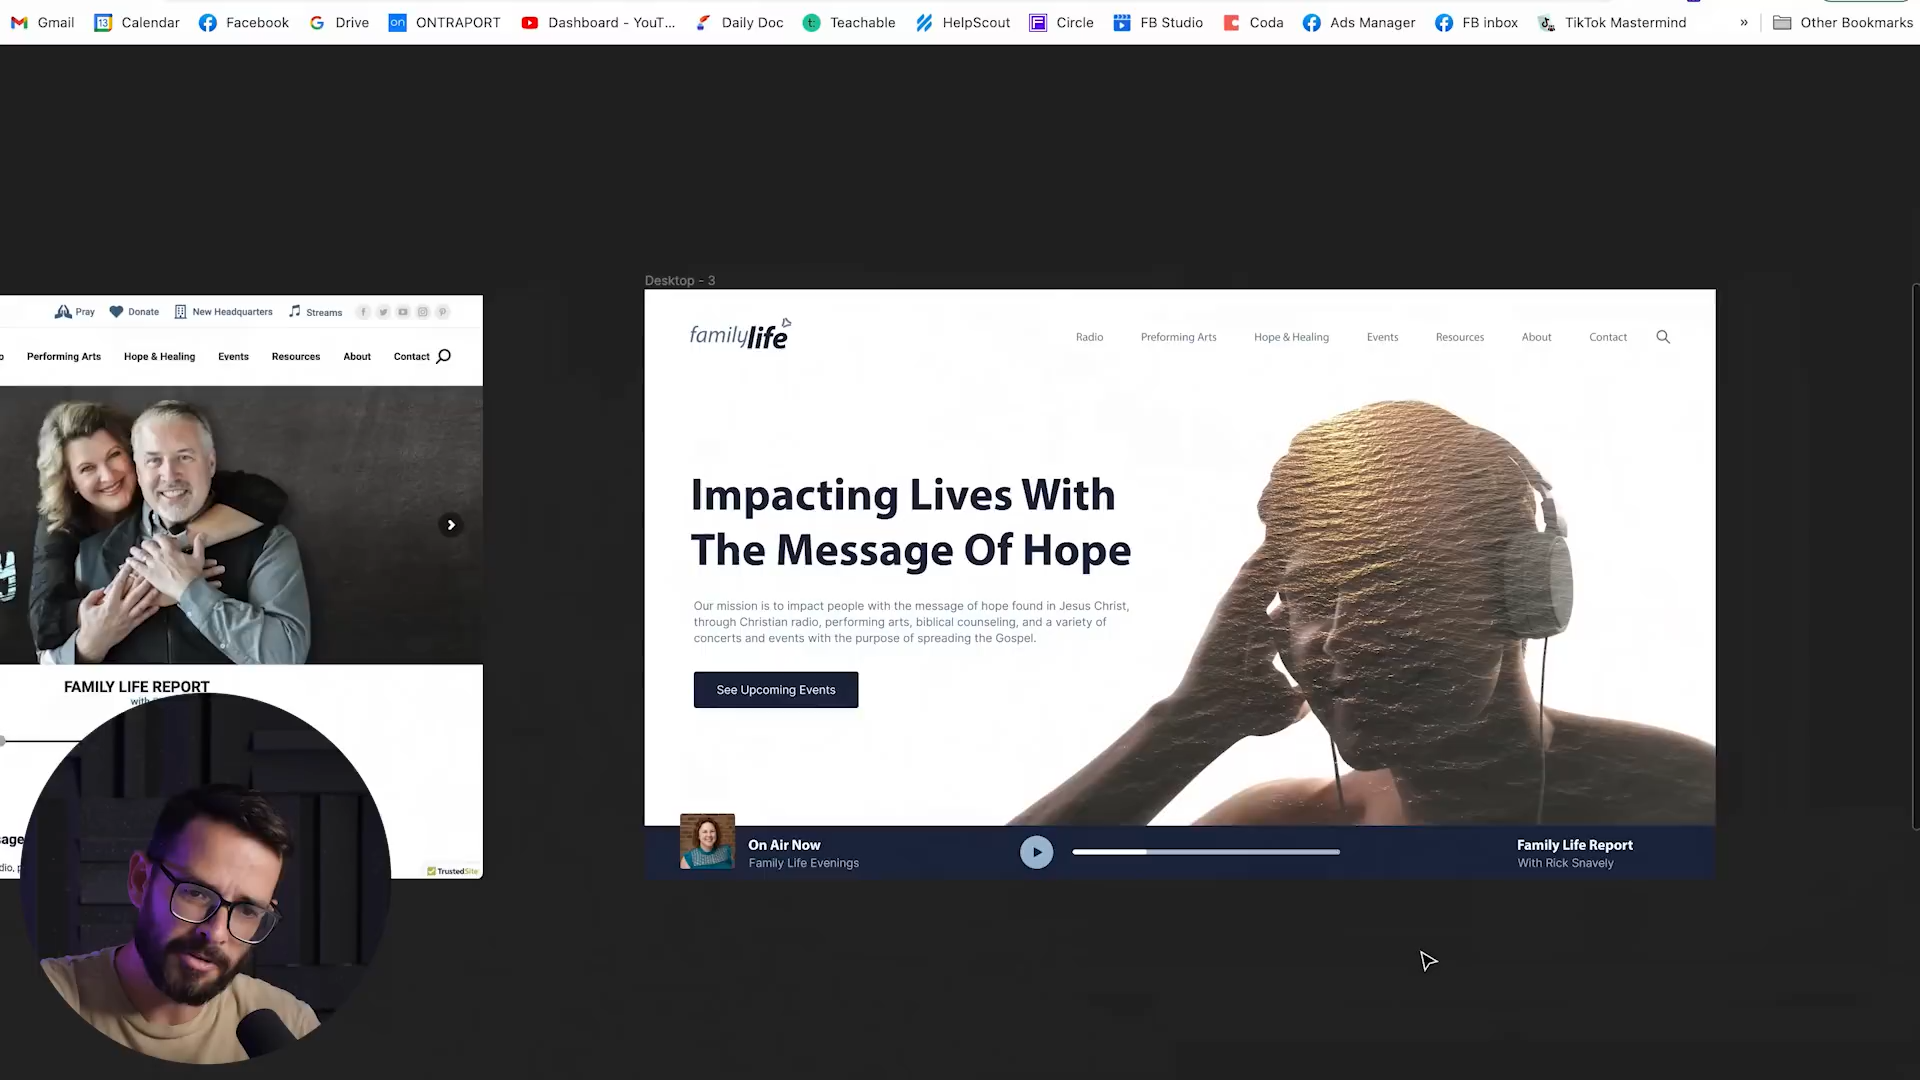 Gmail
Calendar
Facebook
Drive
on ONTRAPORT
Dashboard - YouT...
Daily Doc
t: Teachable
HelpScout
Circle
FB Studio
Coda
Ads Manager
FB inbox
TikTok Mastermind
»
Other Bookmarks
Pray
Donate
New Headquarters
Streams
Performing Arts
Hope & Healing
Events
Resources
About
Contact
FAMILY LIFE REPORT
TrustedSite
Desktop - 3
familylife
Radio
Preforming Arts
Hope & Healing
Events
Resources
About
Contact
Impacting Lives With
The Message Of Hope
Our mission is to impact people with the message of hope found in Jesus Christ,
through Christian radio, performing arts, biblical counseling, and a variety of
concerts and events with the purpose of spreading the Gospel.
See Upcoming Events
On Air Now
Family Life Evenings
Family Life Report
With Rick Snavely